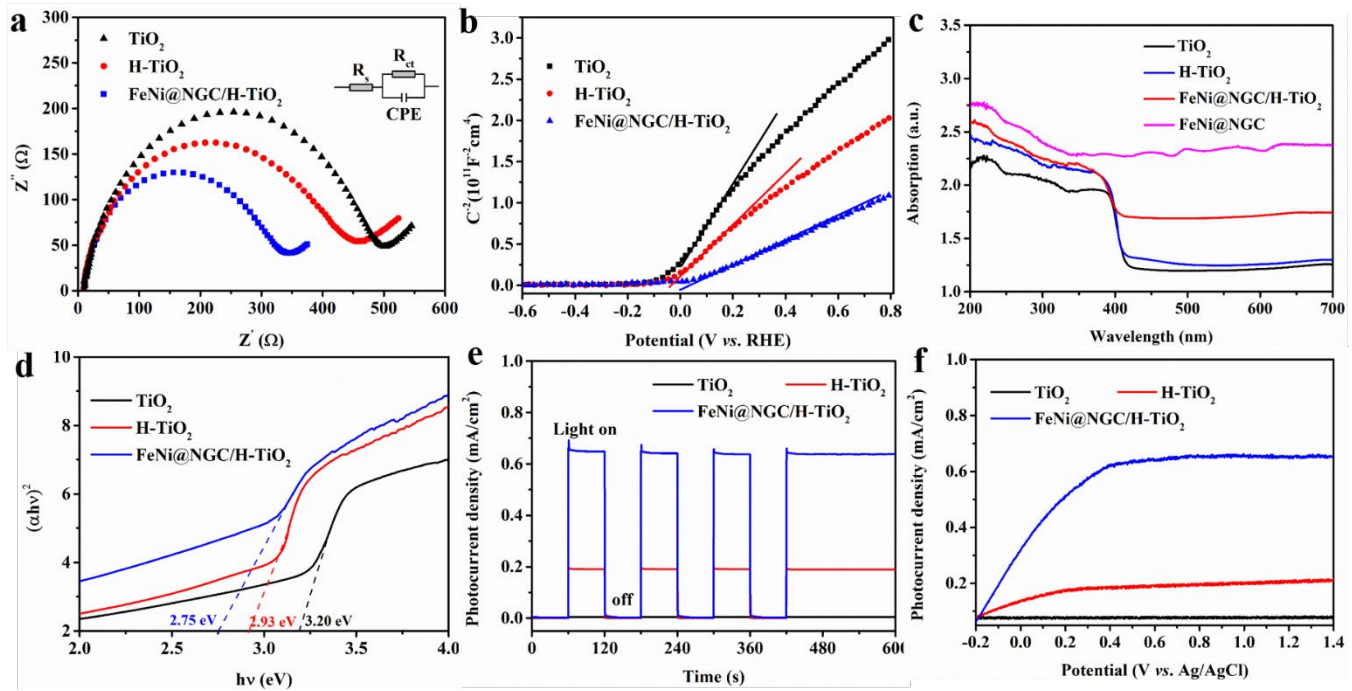 a
TiO2
H-TiO2
FeNi@NGC/H-TiO2
Rs
Rct
CPE
300
250
200
150
100
50
0
Z'' (Ω)
0 100 200 300 400 500 600
Z' (Ω)
b
TiO2
H-TiO2
FeNi@NGC/H-TiO2
3.0
2.5
2.0
1.5
1.0
0.5
0.0
C-2 (1011F-2cm4)
-0.6 -0.4 -0.2 0.0 0.2 0.4 0.6 0.8
Potential (V vs. RHE)
c
TiO2
H-TiO2
FeNi@NGC/H-TiO2
FeNi@NGC
3.5
3.0
2.5
2.0
1.5
1.0
Absorption (a.u.)
200 300 400 500 600 700
Wavelength (nm)
d
TiO2
H-TiO2
FeNi@NGC/H-TiO2
10
8
6
4
2
(αhν)2
2.75 eV
2.93 eV
3.20 eV
2.0 2.5 3.0 3.5 4.0
hν (eV)
e
TiO2
H-TiO2
FeNi@NGC/H-TiO2
Light on
off
1.0
0.8
0.6
0.4
0.2
0.0
Photocurrent density (mA/cm2)
0 120 240 360 480 600
Time (s)
f
TiO2
H-TiO2
FeNi@NGC/H-TiO2
1.0
0.8
0.6
0.4
0.2
Photocurrent density (mA/cm2)
-0.2 0.0 0.2 0.4 0.6 0.8 1.0 1.2 1.4
Potential (V vs. Ag/AgCl)